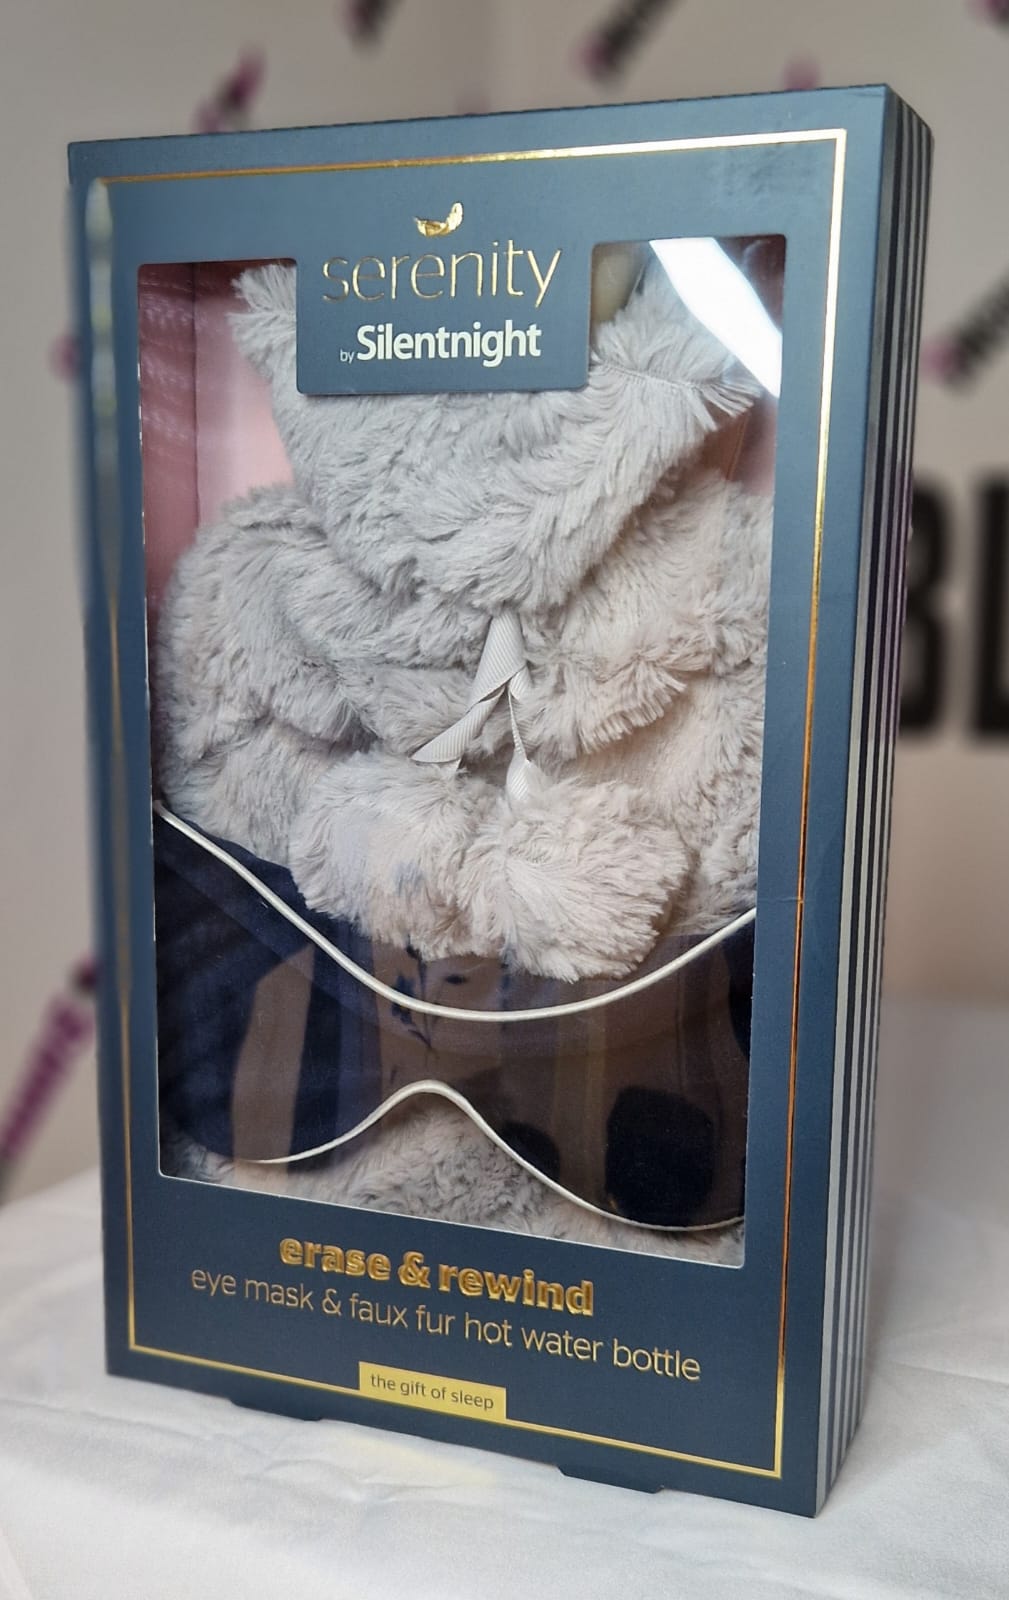 serenity
by Silentnight
erase & rewind
eye mask & faux fur hot water bottle
the gift of sleep